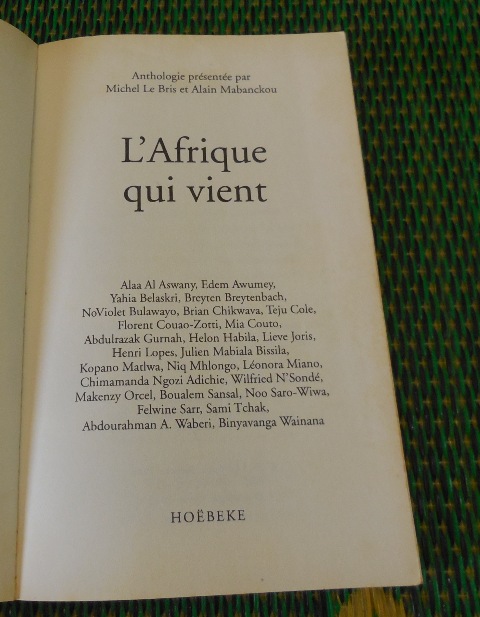 Anthologie présentée par
Michel Le Bris et Alain Mabanckou
L'Afrique
qui vient
Alaa Al Aswany, Edem Awumey,
Yahia Belaskri, Breyten Breytenbach,
NoViolet Bulawayo, Brian Chikwava, Teju Cole,
Florent Couao-Zotti, Mia Couto,
Abdulrazak Gurnah, Helon Habila, Lieve Joris,
Henri Lopes, Julien Mabiala Bissila,
Kopano Matlwa, Niq Mhlongo, Léonora Miano,
Chimamanda Ngozi Adichie, Wilfried N'Sondé,
Makenzy Orcel, Boualem Sansal, Noo Saro-Wiwa,
Felwine Sarr, Sami Tchak,
Abdourahman A. Waberi, Binyavanga Wainana
HOËBEKE